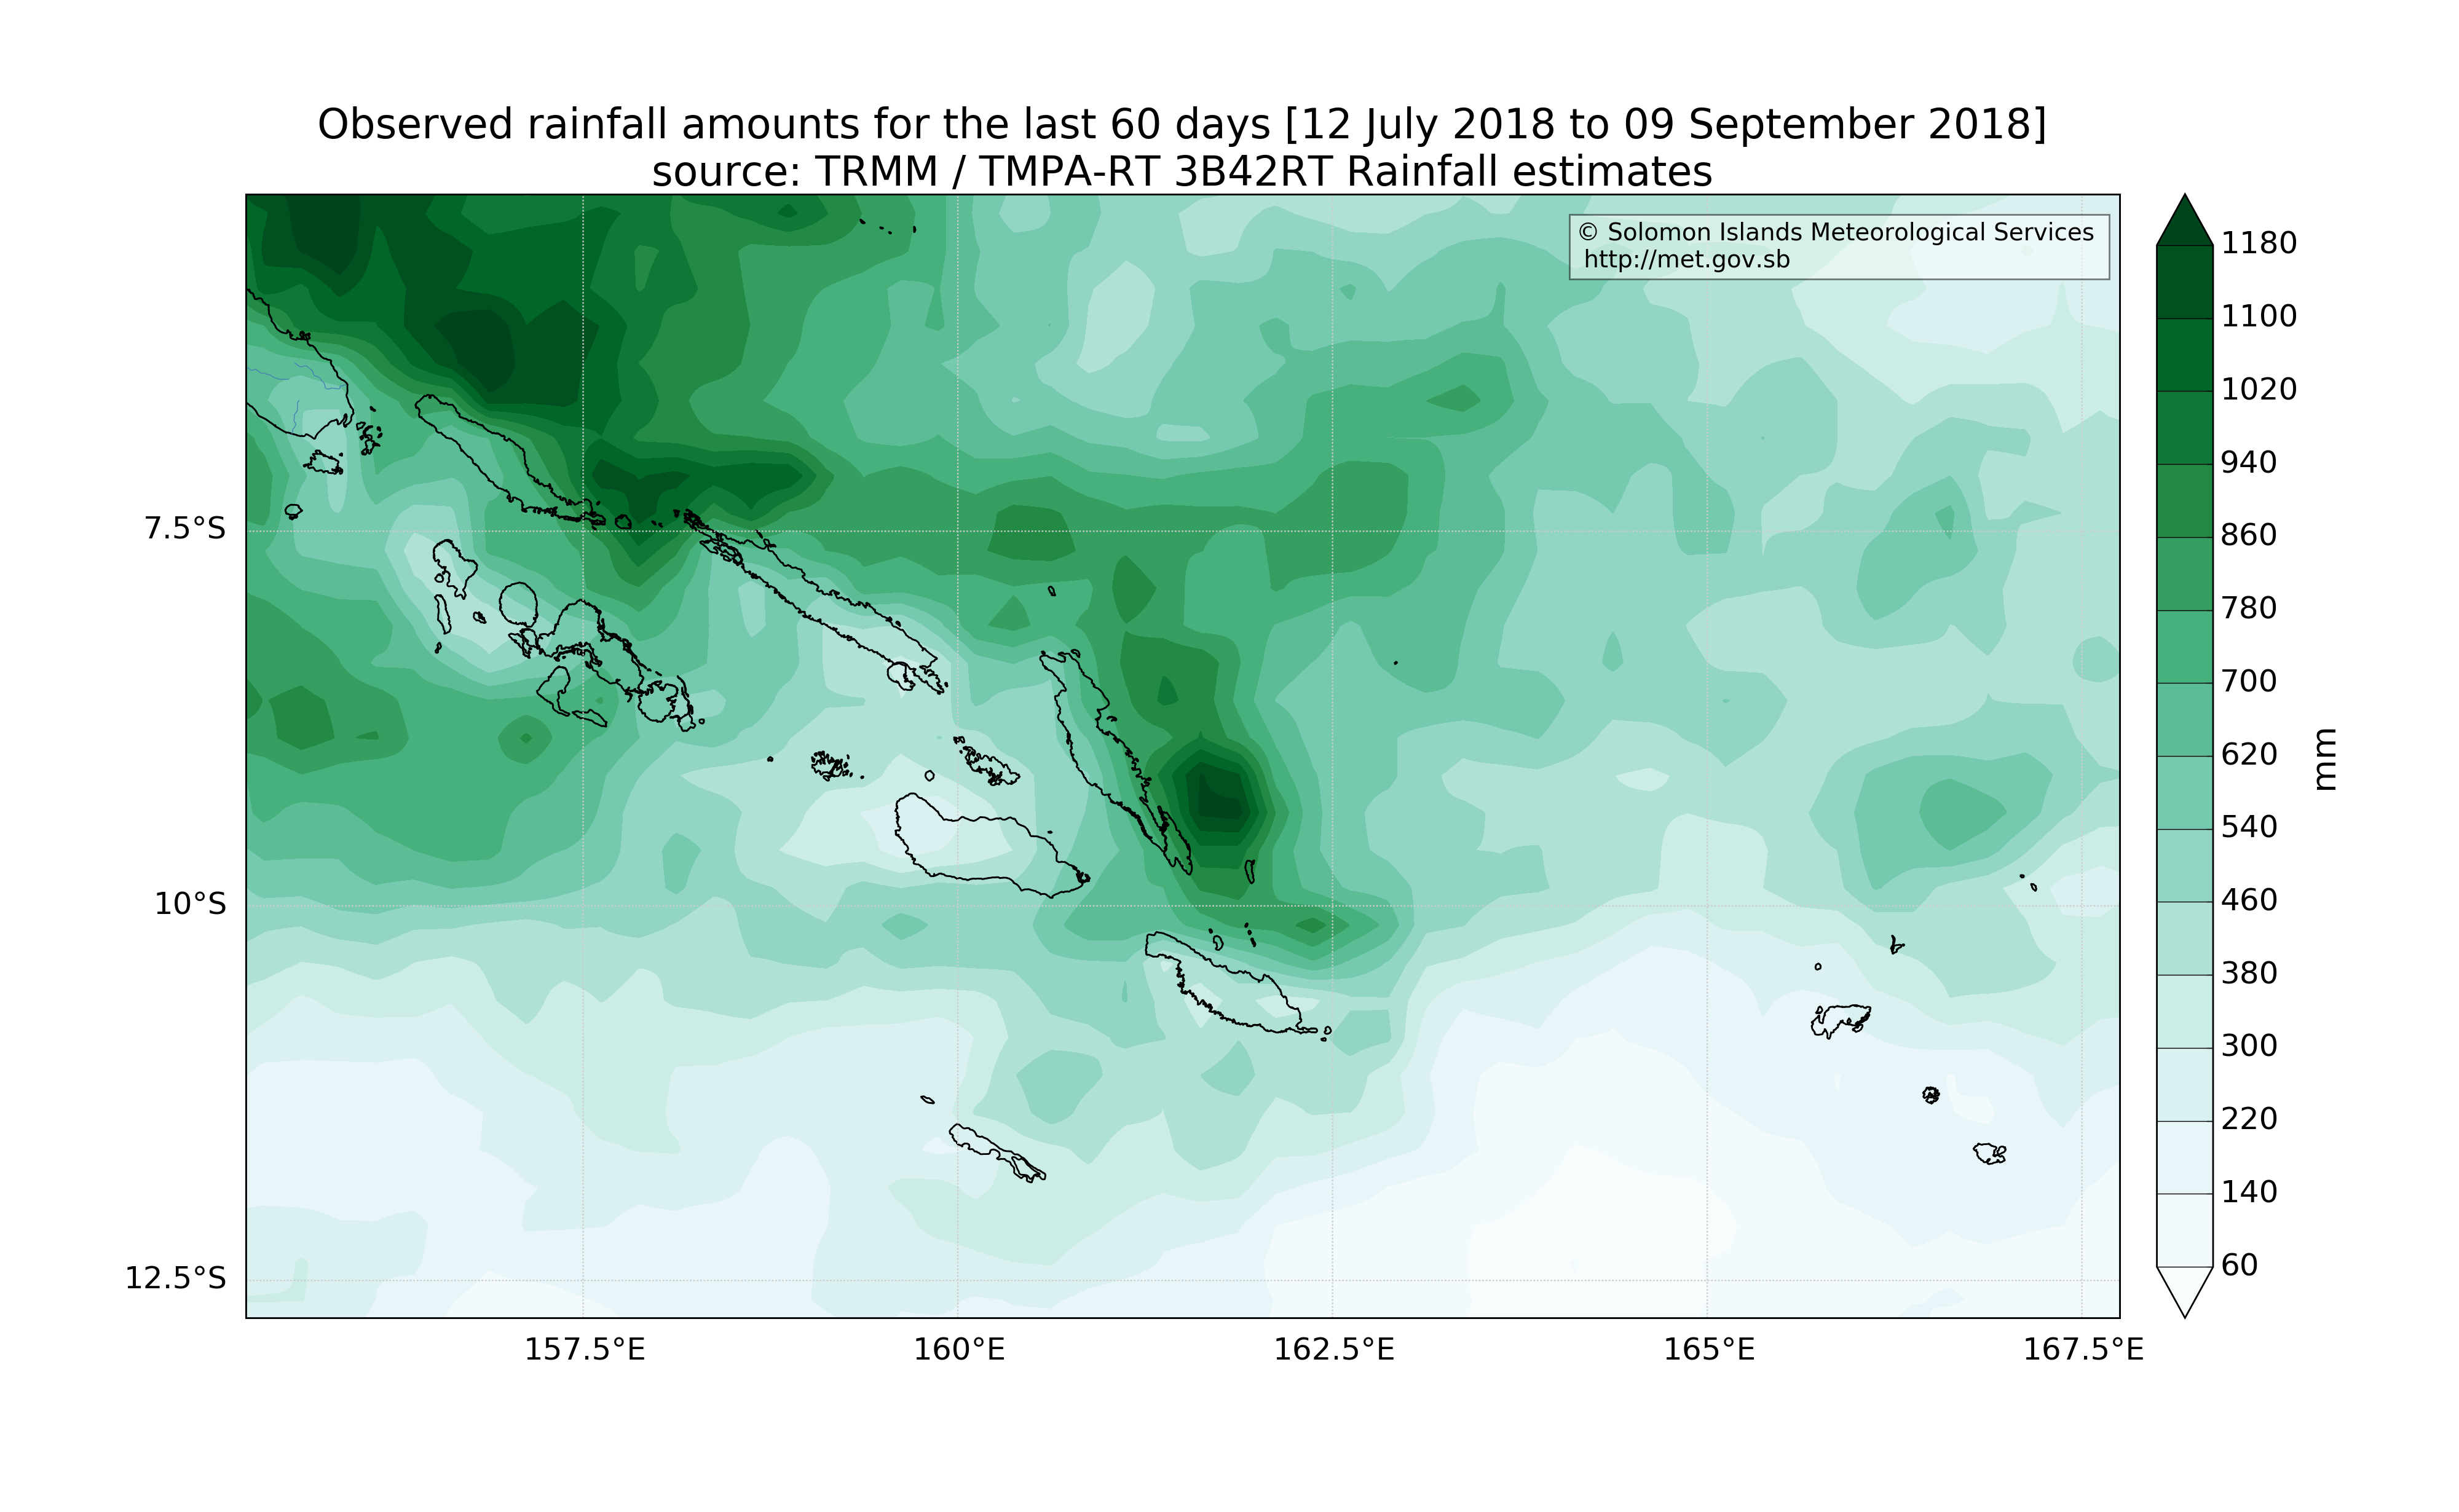 Observed rainfall amounts for the last 60 days [12 July 2018 to 09 September 2018]
source: TRMM / TMPA-RT 3B42RT Rainfall estimates
© Solomon Islands Meteorological Services
http://met.gov.sb
7.5°S
10°S
12.5°S
157.5°E
160°E
162.5°E
165°E
167.5°E
1180
1100
1020
940
860
780
700
620
540
460
380
300
220
140
60
mm